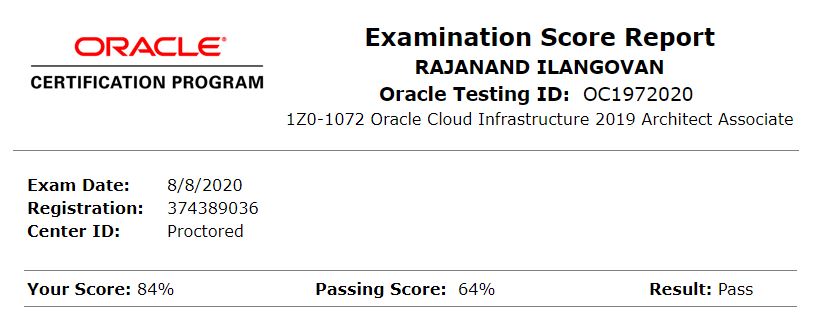 ORACLE
CERTIFICATION PROGRAM
Examination Score Report
RAJANAND ILANGOVAN
Oracle Testing ID: OC1972020
1Z0-1072 Oracle Cloud Infrastructure 2019 Architect Associate
Exam Date: 8/8/2020
Registration: 374389036
Center ID: Proctored
Your Score: 84% Passing Score: 64% Result: Pass